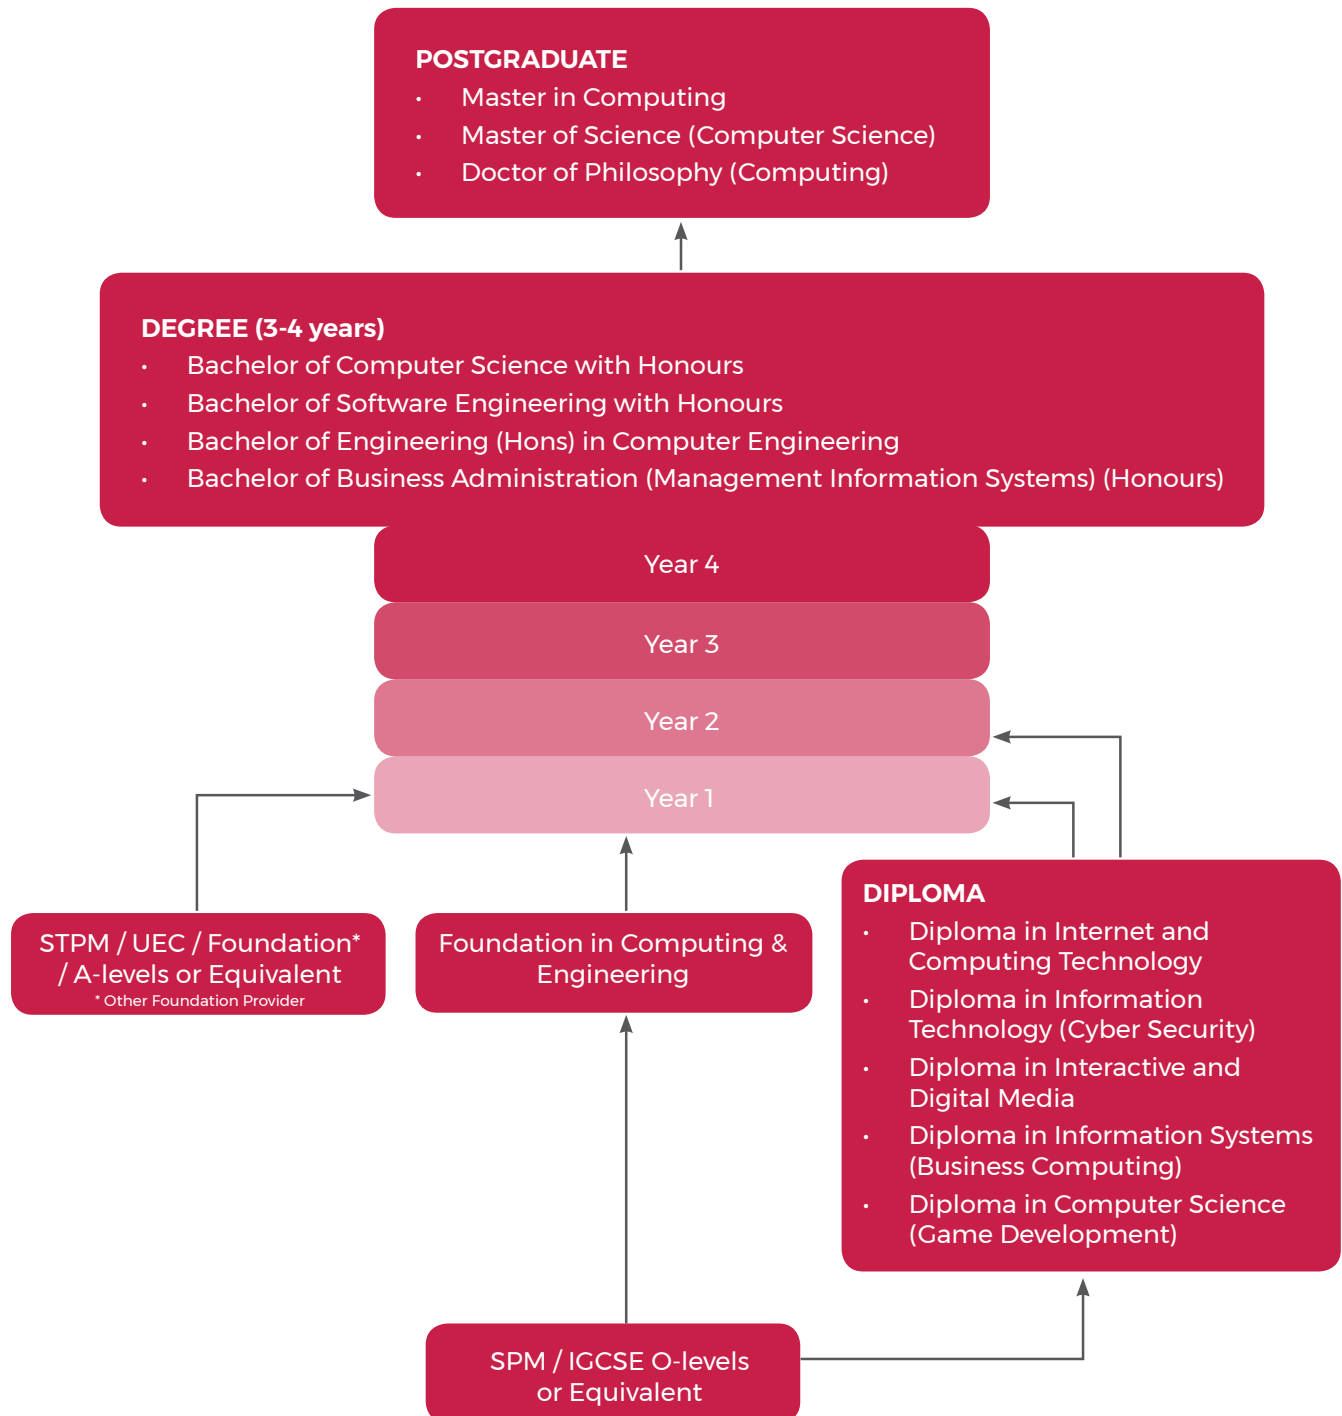 POSTGRADUATE
• Master in Computing
• Master of Science (Computer Science)
• Doctor of Philosophy (Computing)
DEGREE (3-4 years)
• Bachelor of Computer Science with Honours
• Bachelor of Software Engineering with Honours
• Bachelor of Engineering (Hons) in Computer Engineering
• Bachelor of Business Administration (Management Information Systems) (Honours)
Year 4
Year 3
Year 2
Year 1
STPM / UEC / Foundation*
/ A-levels or Equivalent
* Other Foundation Provider
Foundation in Computing &
Engineering
DIPLOMA
• Diploma in Internet and
Computing Technology
• Diploma in Information
Technology (Cyber Security)
• Diploma in Interactive and
Digital Media
• Diploma in Information Systems
(Business Computing)
• Diploma in Computer Science
(Game Development)
SPM / IGCSE O-levels
or Equivalent